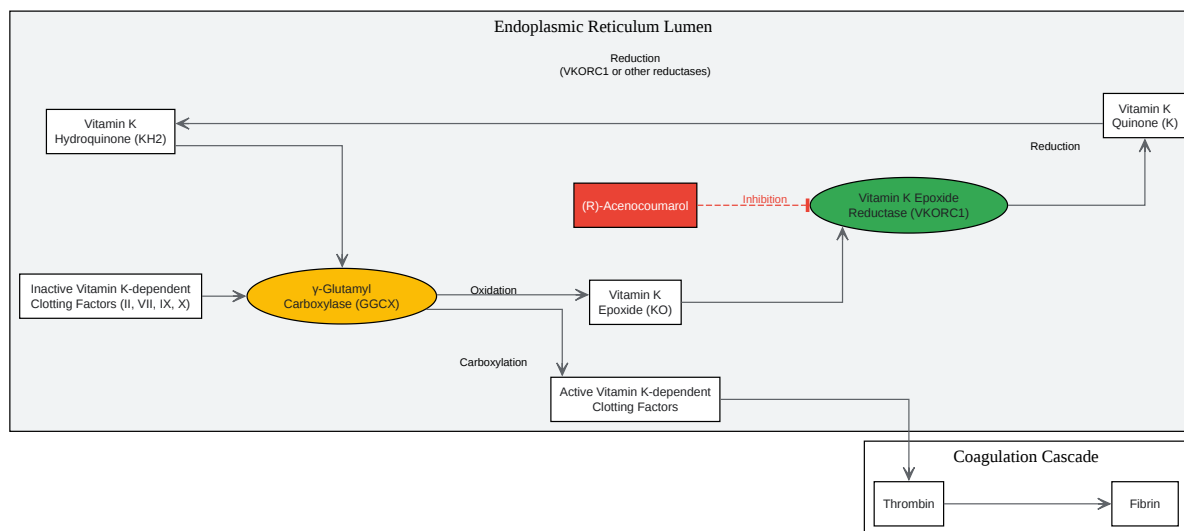 Endoplasmic Reticulum Lumen
Reduction
(VKORC1 or other reductases)
Vitamin K
Hydroquinone (KH2)
Vitamin K
Quinone (K)
Reduction
(R)-Acenocoumarol
Inhibition
Vitamin K Epoxide
Reductase (VKORC1)
Inactive Vitamin K-dependent
Clotting Factors (II, VII, IX, X)
γ-Glutamyl
Carboxylase (GGCX)
Oxidation
Vitamin K
Epoxide (KO)
Carboxylation
Active Vitamin K-dependent
Clotting Factors
Coagulation Cascade
Thrombin
Fibrin